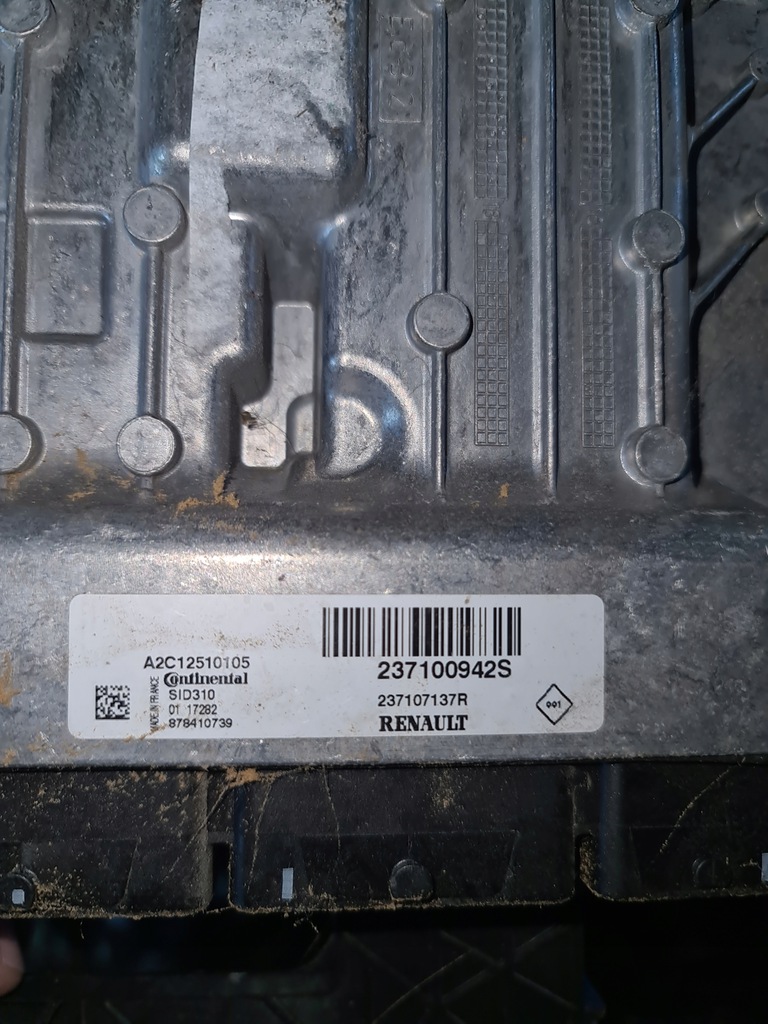 A2C12510105
Continental
SID310
01 17282
878410739
MADE IN FRANCE
237100942S
237107137R
RENAULT
001